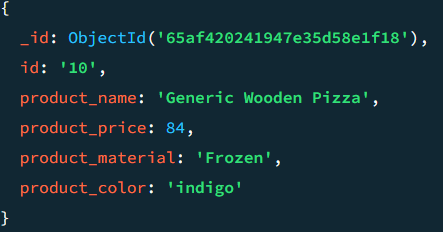 {
_id: ObjectId('65af420241947e35d58e1f18'),
id: '10',
product_name: 'Generic Wooden Pizza',
product_price: 84,
product_material: 'Frozen',
product_color: 'indigo'
}